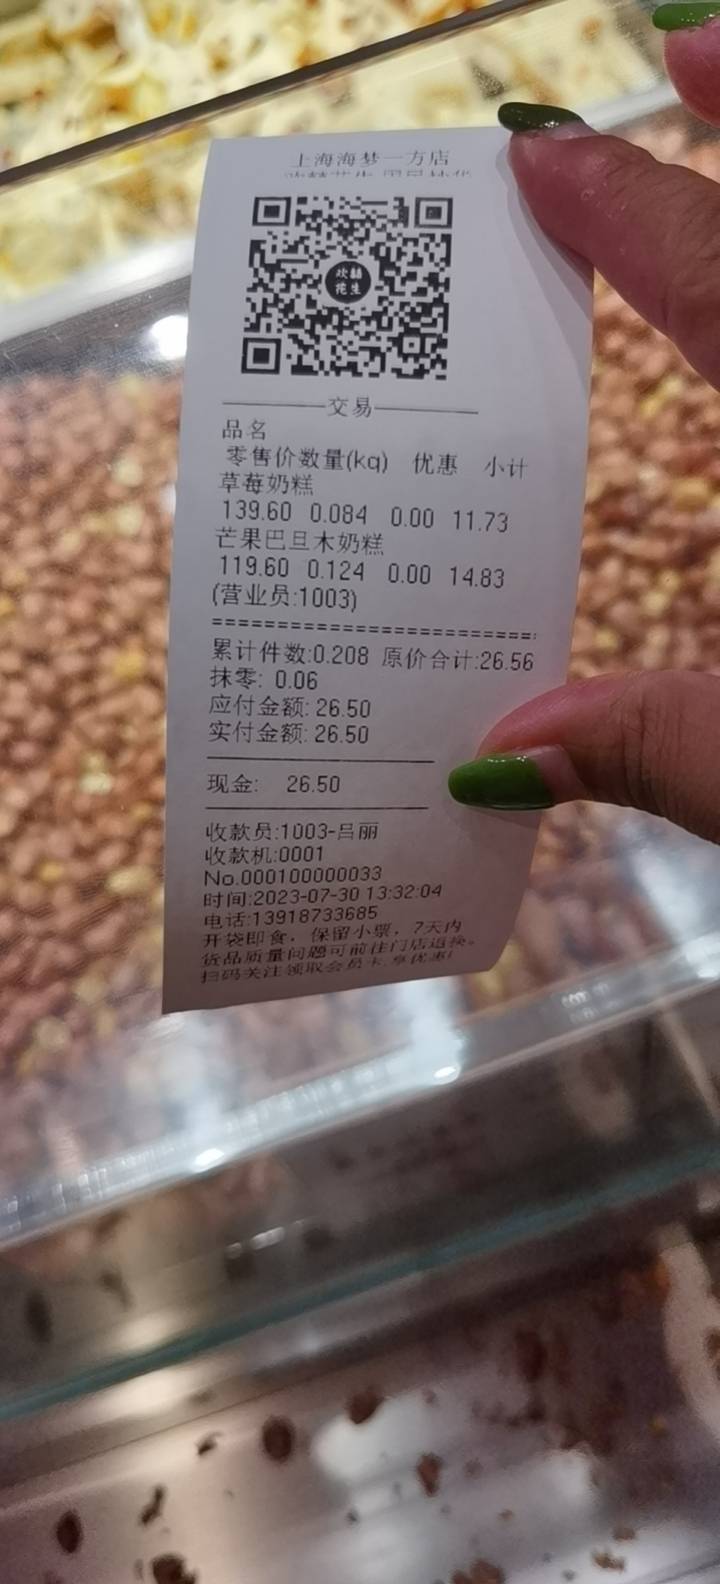 上海海梦一方店
欢囍
花生
交易
品名
零售价数量(kg) 优惠 小计
草莓奶糕
139.60 0.084 0.00 11.73
芒果巴旦木奶糕
119.60 0.124 0.00 14.83
(营业员:1003)
==============================
累计件数:0.208 原价合计:26.56
抹零: 0.06
应付金额: 26.50
实付金额: 26.50
现金: 26.50
收款员:1003-吕丽
收款机:0001
No.000100000033
时间:2023-07-30 13:32:04
电话:13918733685
开袋即食，保留小票，7天内
货品质量问题可前往门店退换。
扫码关注领取会员卡,享优惠!